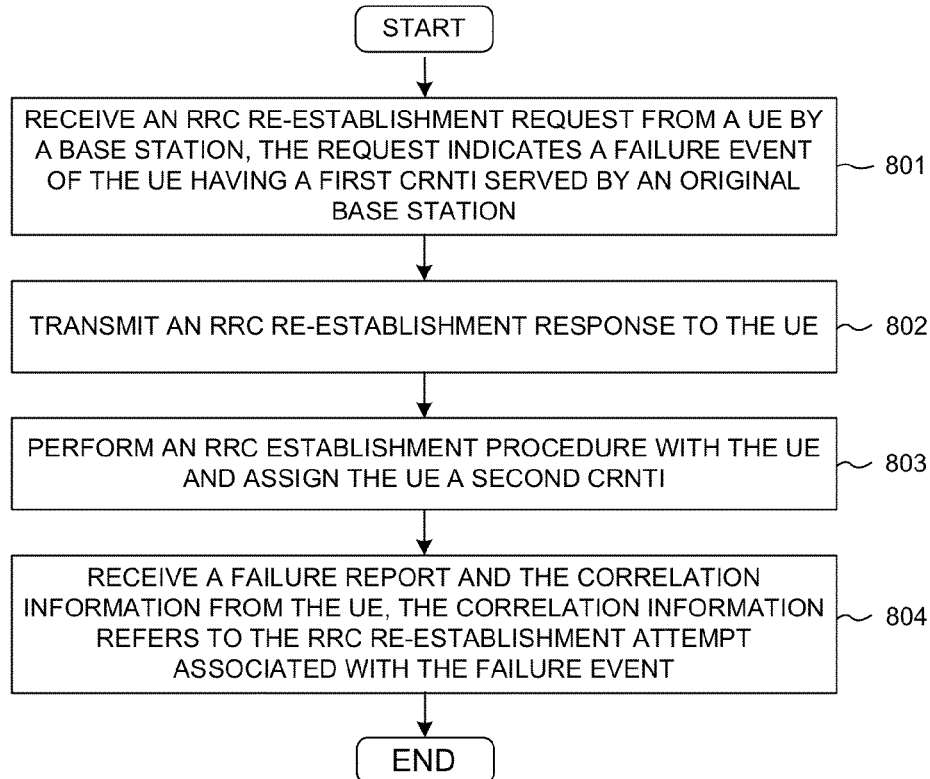 START
RECEIVE AN RRC RE-ESTABLISHMENT REQUEST FROM A UE BY
A BASE STATION, THE REQUEST INDICATES A FAILURE EVENT
OF THE UE HAVING A FIRST CRNTI SERVED BY AN ORIGINAL
BASE STATION
801
TRANSMIT AN RRC RE-ESTABLISHMENT RESPONSE TO THE UE
802
PERFORM AN RRC ESTABLISHMENT PROCEDURE WITH THE UE
AND ASSIGN THE UE A SECOND CRNTI
803
RECEIVE A FAILURE REPORT AND THE CORRELATION
INFORMATION FROM THE UE, THE CORRELATION INFORMATION
REFERS TO THE RRC RE-ESTABLISHMENT ATTEMPT
ASSOCIATED WITH THE FAILURE EVENT
804
END